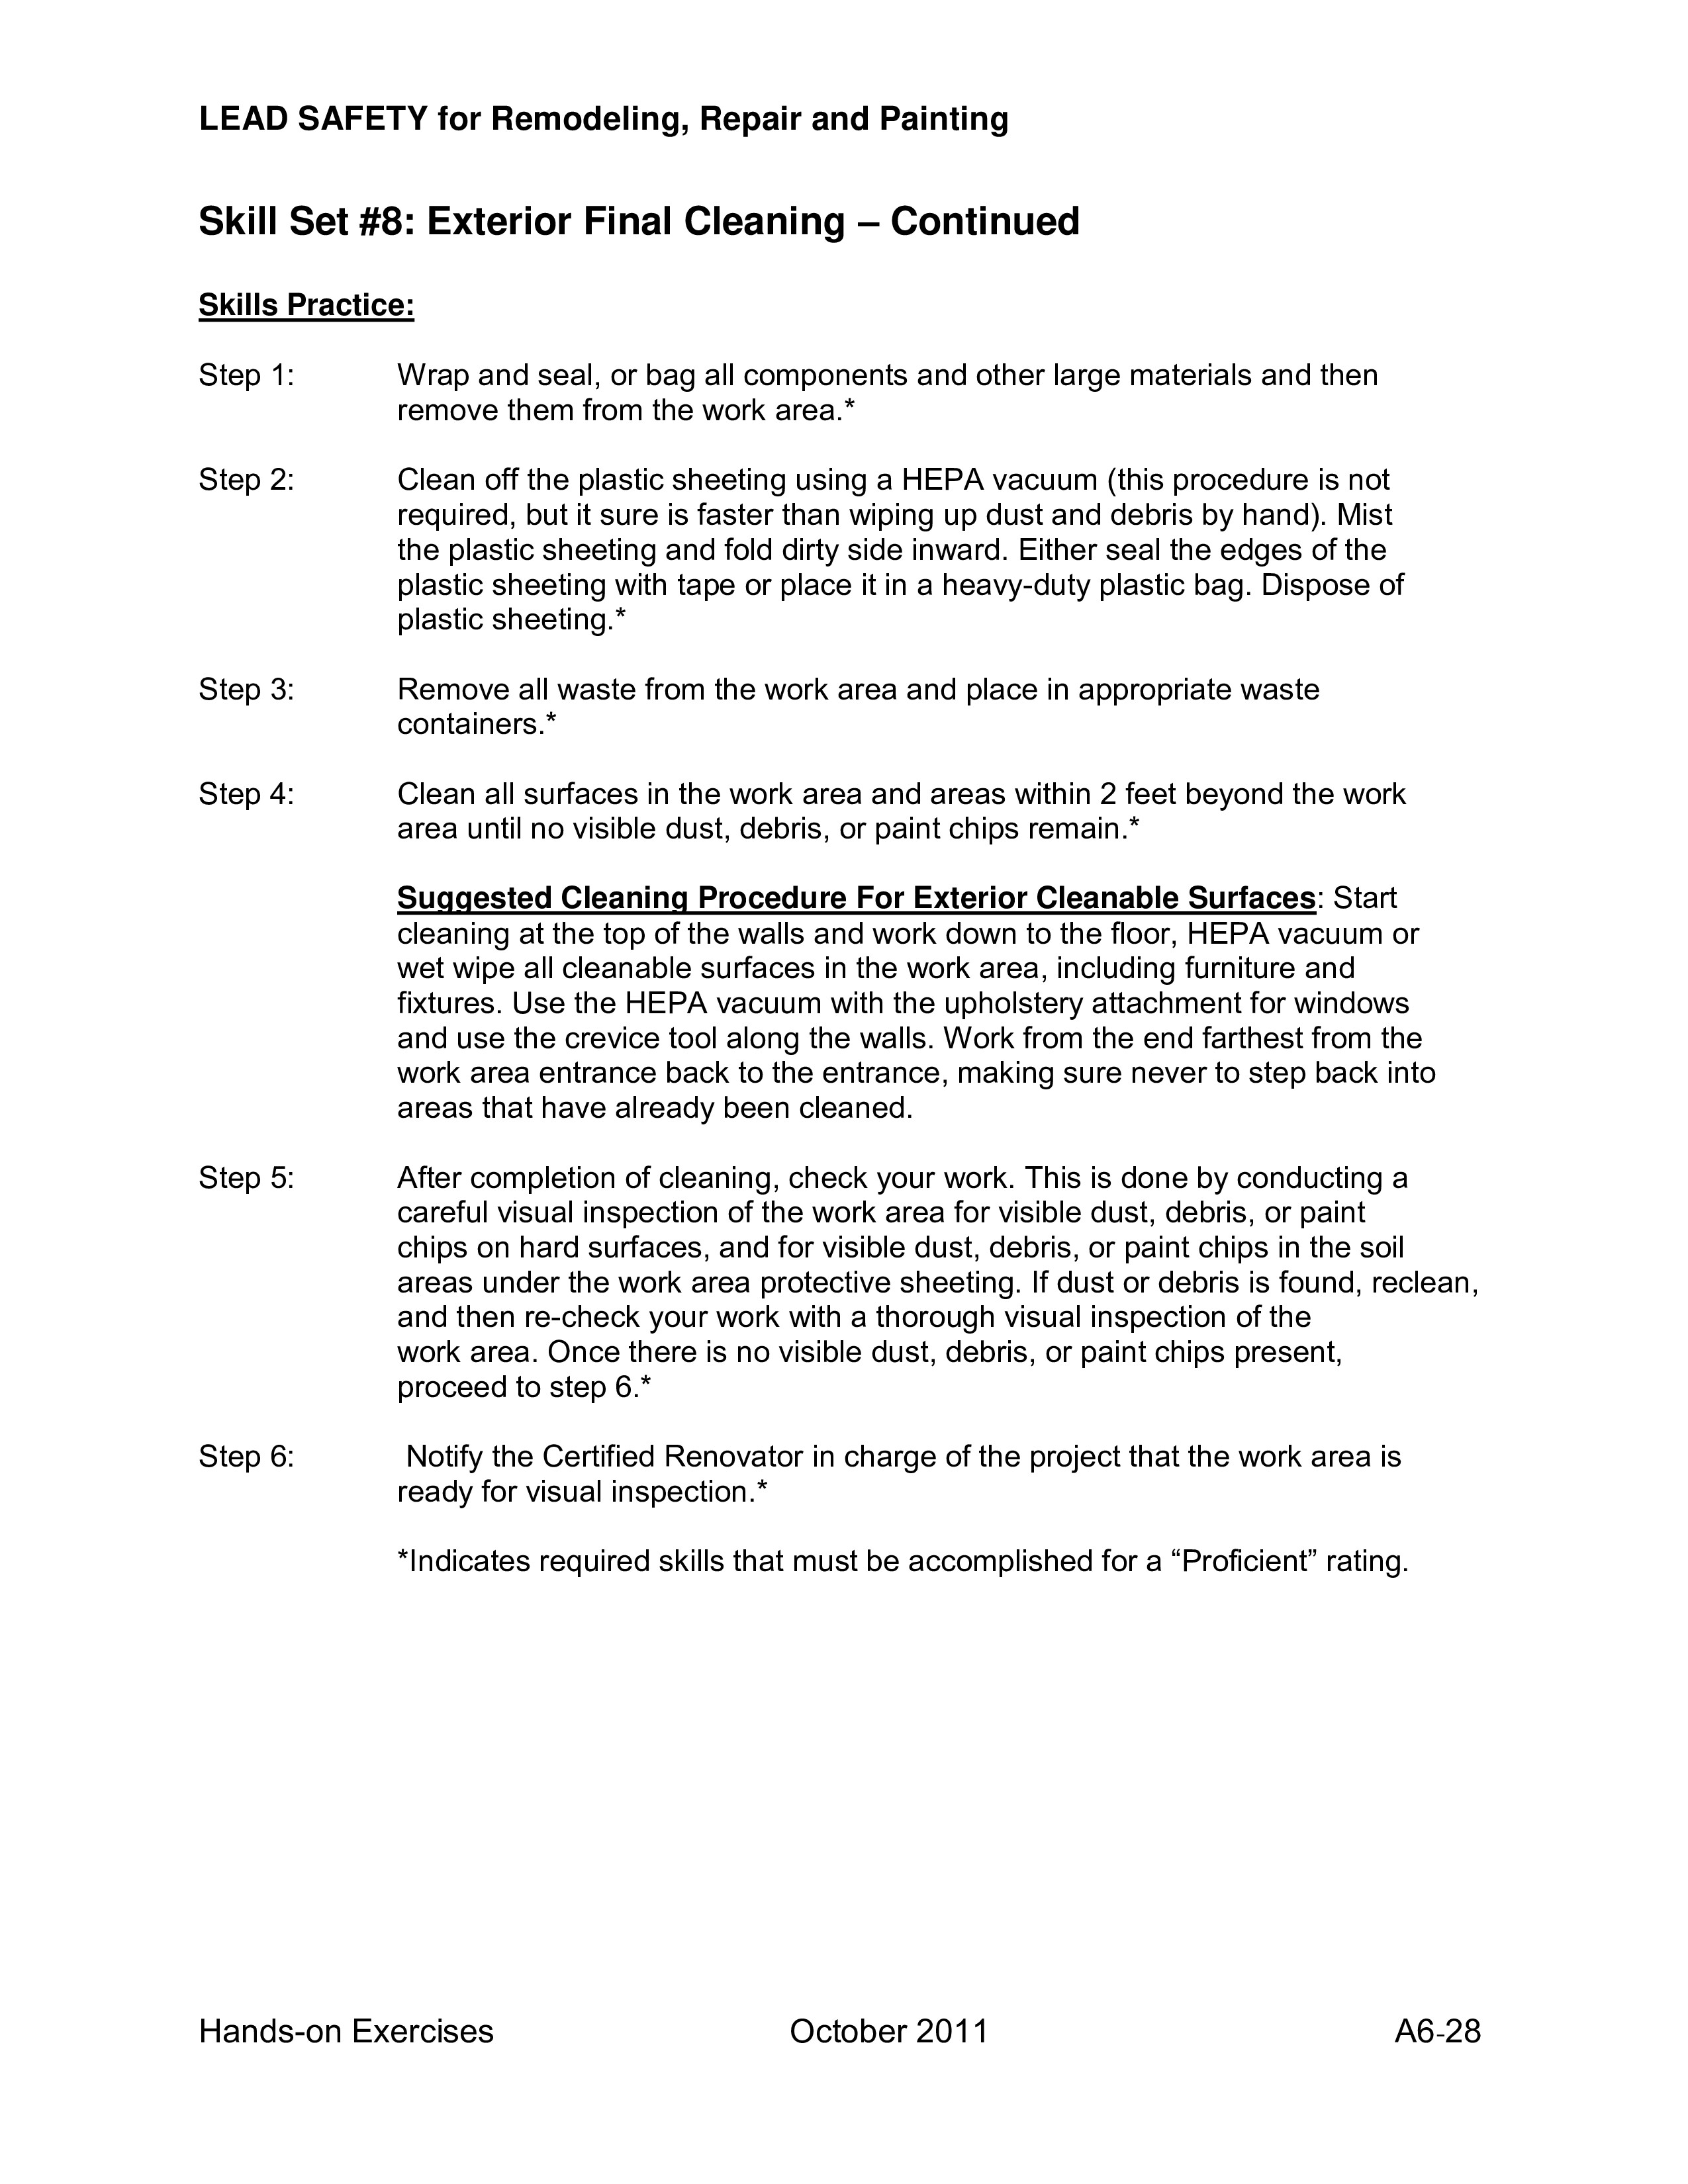 LEAD SAFETY for Remodeling, Repair and Painting
Skill Set #8: Exterior Final Cleaning – Continued
Skills Practice:
Step 1: Wrap and seal, or bag all components and other large materials and then
remove them from the work area.*
Step 2: Clean off the plastic sheeting using a HEPA vacuum (this procedure is not
required, but it sure is faster than wiping up dust and debris by hand). Mist
the plastic sheeting and fold dirty side inward. Either seal the edges of the
plastic sheeting with tape or place it in a heavy-duty plastic bag. Dispose of
plastic sheeting.*
Step 3: Remove all waste from the work area and place in appropriate waste
containers.*
Step 4: Clean all surfaces in the work area and areas within 2 feet beyond the work
area until no visible dust, debris, or paint chips remain.*
Suggested Cleaning Procedure For Exterior Cleanable Surfaces: Start
cleaning at the top of the walls and work down to the floor, HEPA vacuum or
wet wipe all cleanable surfaces in the work area, including furniture and
fixtures. Use the HEPA vacuum with the upholstery attachment for windows
and use the crevice tool along the walls. Work from the end farthest from the
work area entrance back to the entrance, making sure never to step back into
areas that have already been cleaned.
Step 5: After completion of cleaning, check your work. This is done by conducting a
careful visual inspection of the work area for visible dust, debris, or paint
chips on hard surfaces, and for visible dust, debris, or paint chips in the soil
areas under the work area protective sheeting. If dust or debris is found, reclean,
and then re-check your work with a thorough visual inspection of the
work area. Once there is no visible dust, debris, or paint chips present,
proceed to step 6.*
Step 6: Notify the Certified Renovator in charge of the project that the work area is
ready for visual inspection.*
*Indicates required skills that must be accomplished for a “Proficient” rating.
Hands-on Exercises October 2011 A6-28